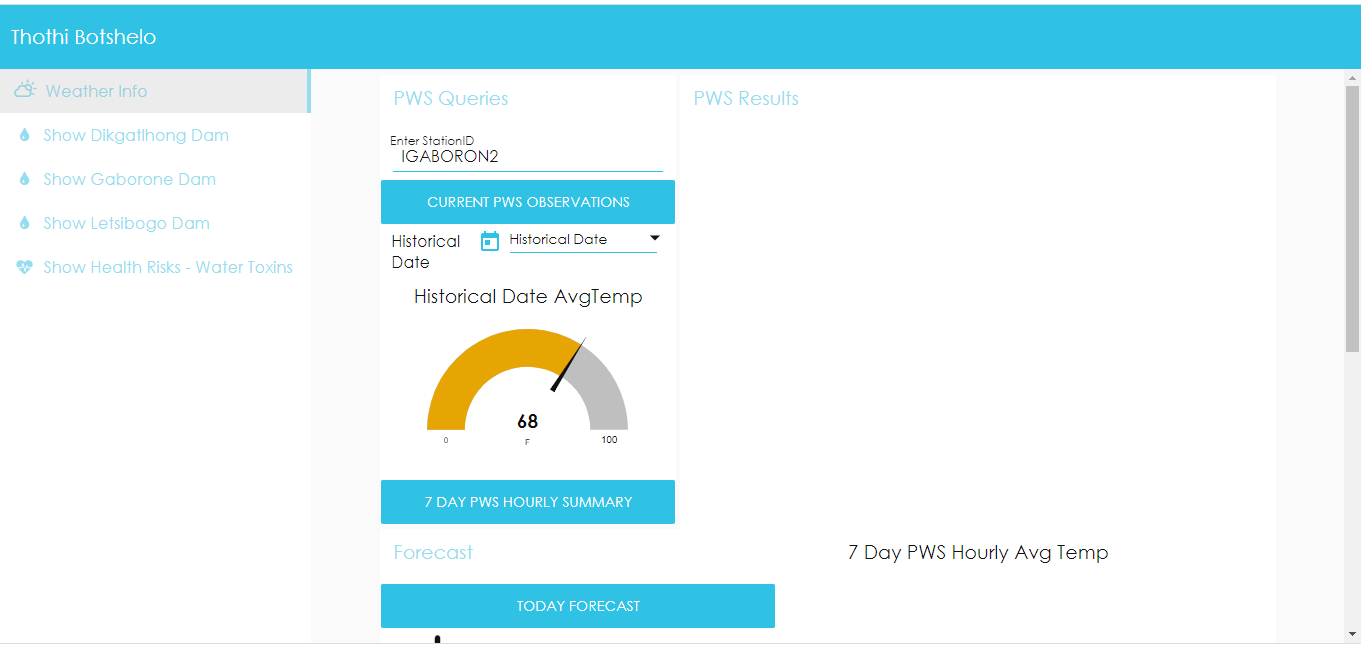 Thothi Botshelo
Weather Info
Show Dikgatlhong Dam
Show Gaborone Dam
Show Letsibogo Dam
Show Health Risks - Water Toxins
PWS Queries
Enter StationID
IGABORON2
CURRENT PWS OBSERVATIONS
Historical
Date
Historical Date
Historical Date AvgTemp
68
0
F
100
7 DAY PWS HOURLY SUMMARY
PWS Results
Forecast
TODAY FORECAST
7 Day PWS Hourly Avg Temp